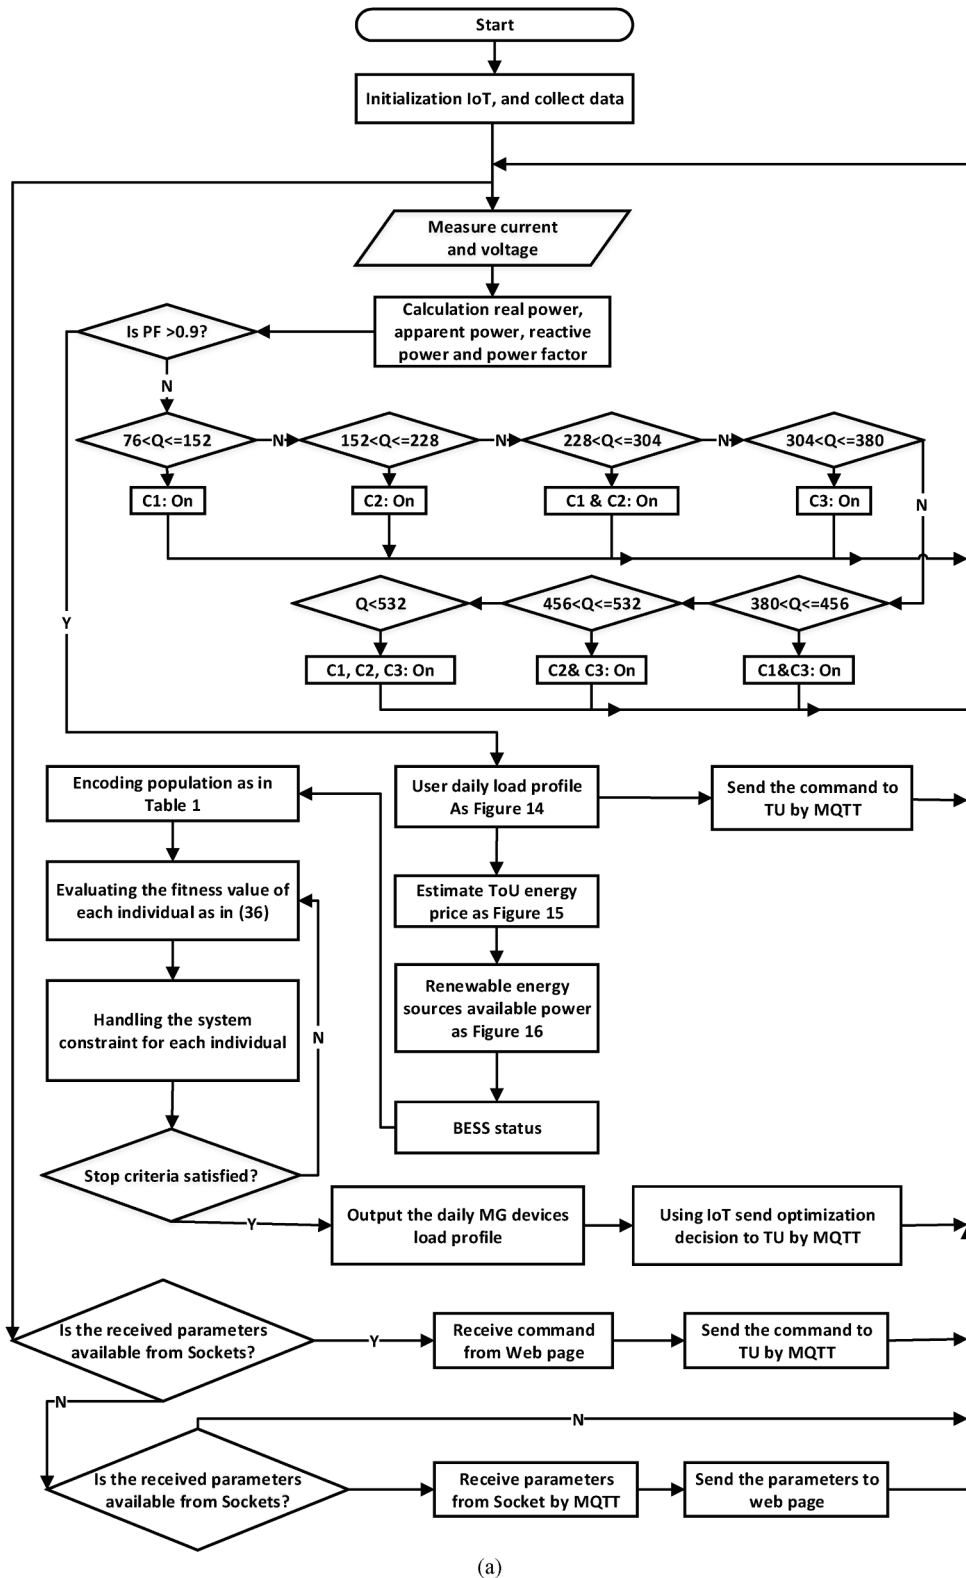 Start
Initialization IoT, and collect data
Measure current
and voltage
Calculation real power,
apparent power, reactive
power and power factor
Is PF >0.9?
N
76<Q<=152
N
152<Q<=228
N
228<Q<=304
N
304<Q<=380
C1: On
C2: On
C1 & C2: On
C3: On
N
Q<532
456<Q<=532
380<Q<=456
Y
C1, C2, C3: On
C2& C3: On
C1&C3: On
Encoding population as in
Table 1
User daily load profile
As Figure 14
Send the command to
TU by MQTT
Evaluating the fitness value of
each individual as in (36)
Estimate ToU energy
price as Figure 15
Renewable energy
sources available power
as Figure 16
Handling the system
constraint for each individual
N
BESS status
Stop criteria satisfied?
Y
Output the daily MG devices
load profile
Using IoT send optimization
decision to TU by MQTT
Is the received parameters
available from Sockets?
Y
Receive command
from Web page
Send the command to
TU by MQTT
N
N
Is the received parameters
available from Sockets?
Receive parameters
from Socket by MQTT
Send the parameters to
web page
(a)